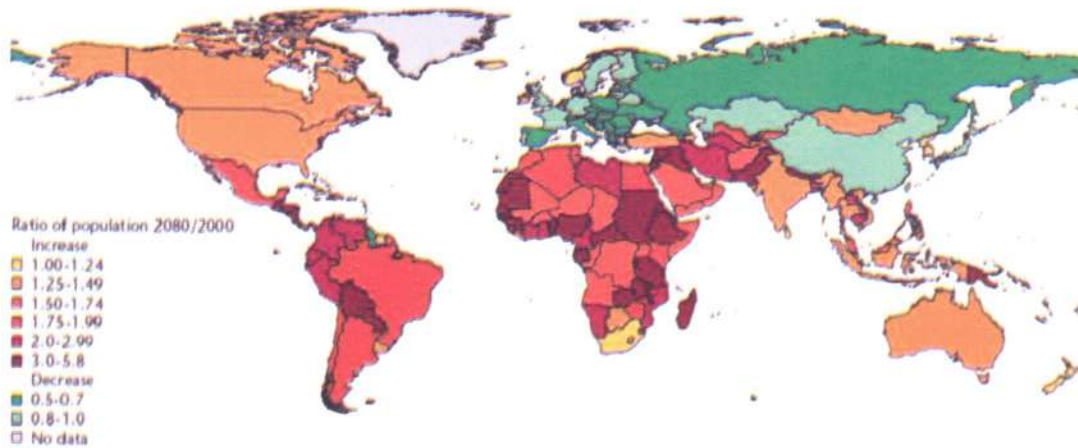 Ratio of population 2080/2000
Increase
1.00-1.24
1.25-1.49
1.50-1.74
1.75-1.99
2.0-2.99
3.0-5.8
Decrease
0.5-0.7
0.8-1.0
No data